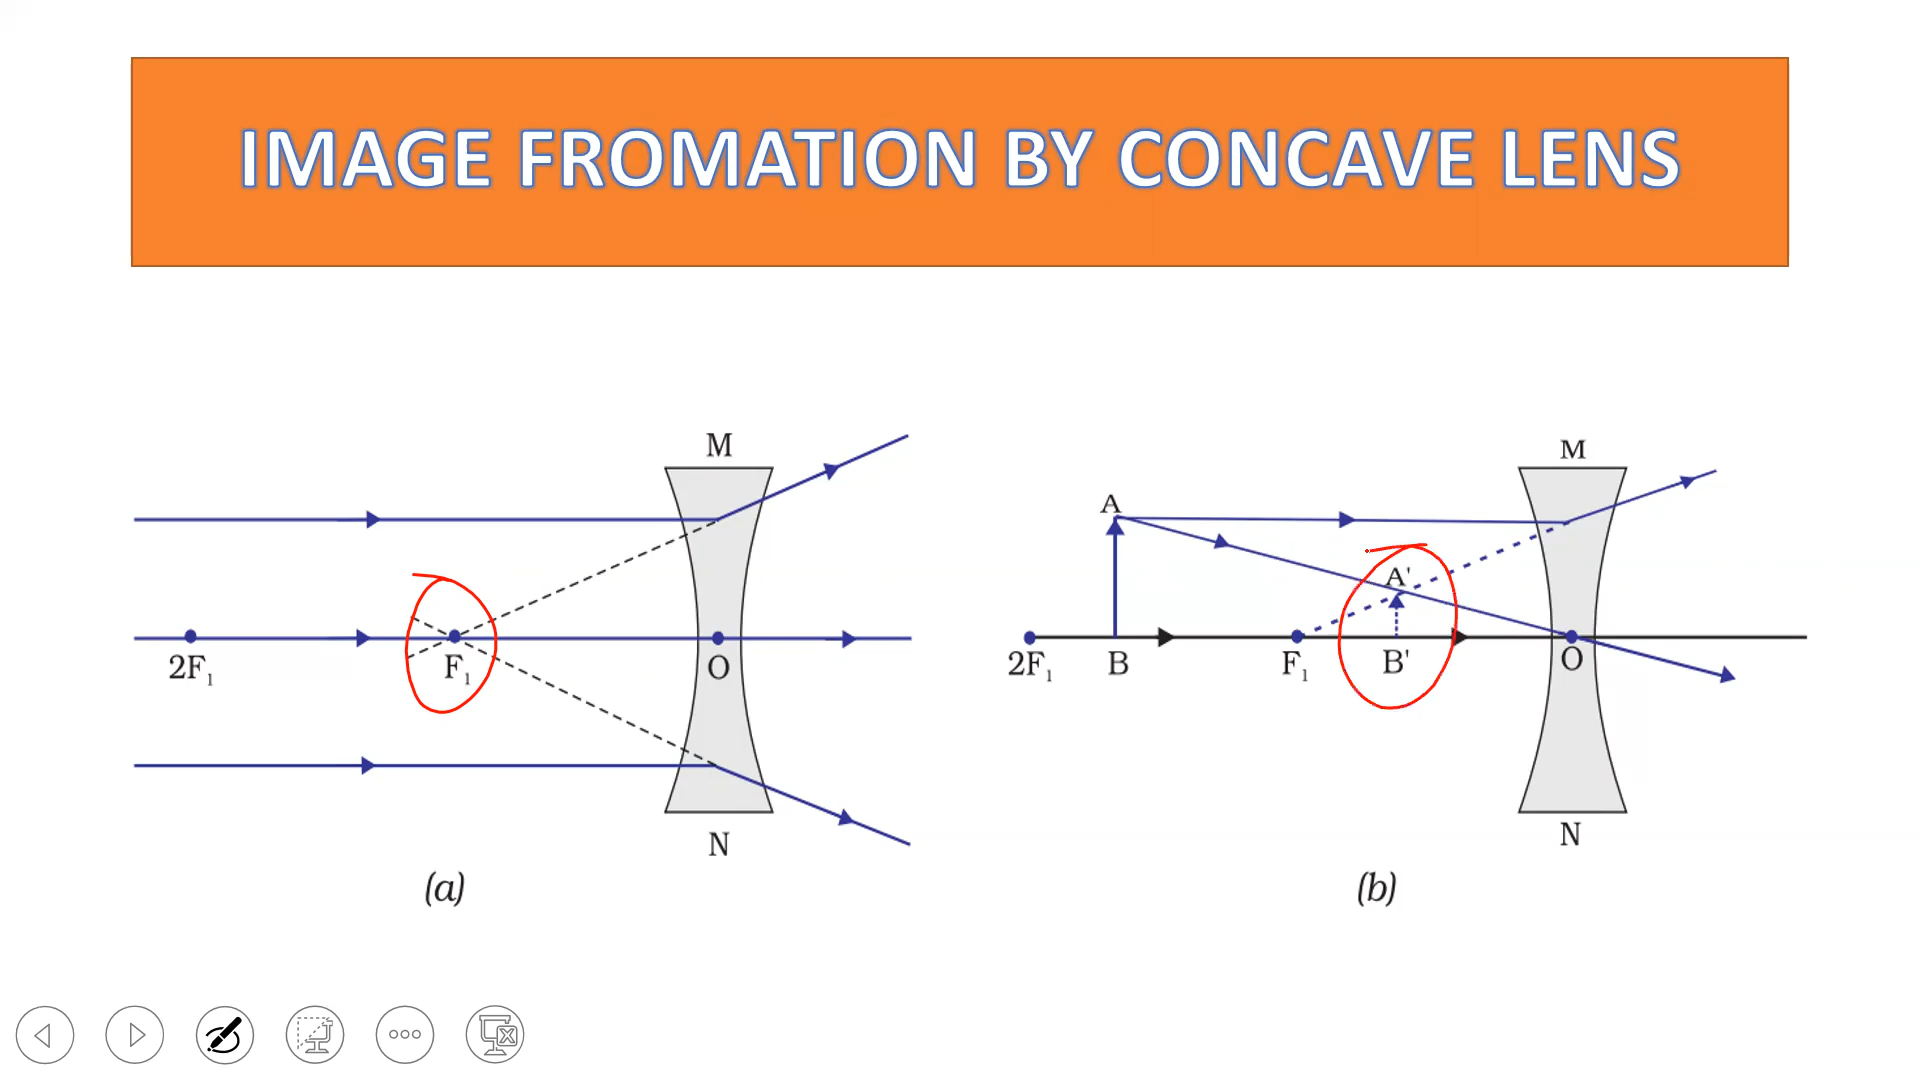 IMAGE FROMATION BY CONCAVE LENS
M
2F₁ F₁ O
N
(a)
M
A
A'
2F₁ B F₁ B' O
N
(b)